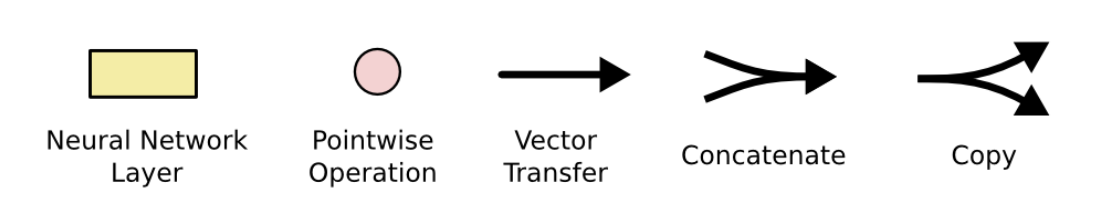 Neural Network
Layer
Pointwise
Operation
Vector
Transfer
Concatenate
Copy